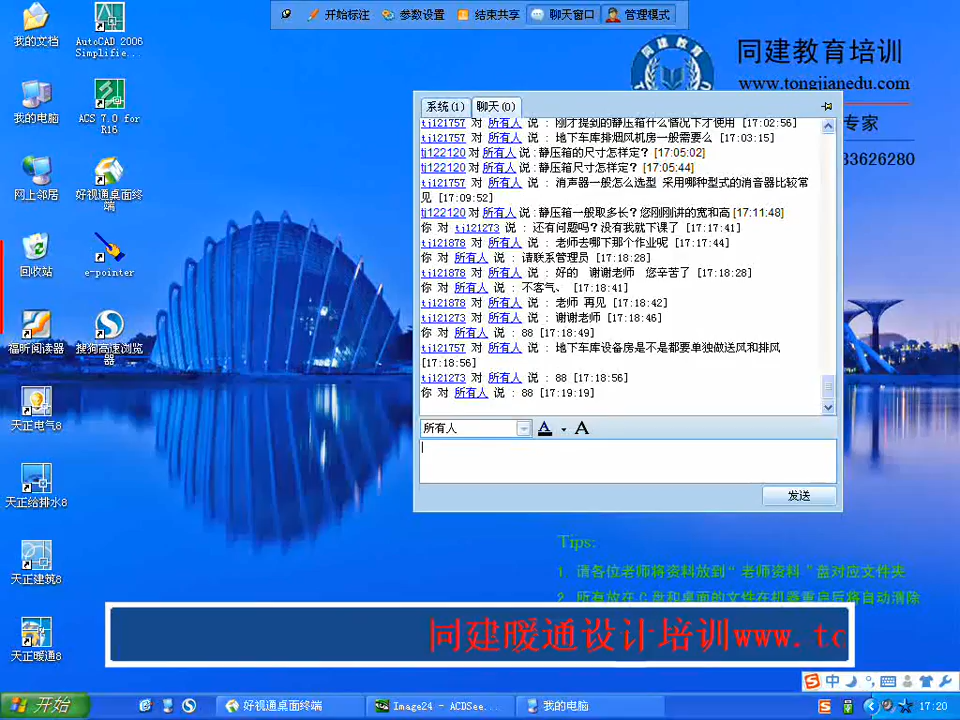 开始标注 参数设置 结束共享 聊天窗口 管理模式
我的文档
AutoCAD 2006
Simplifie...
同建教育
同建教育培训
www.tongjianedu.com
专家
33626280
我的电脑
ACS 7.0 for
R16
网上邻居
好视通桌面终
端
回收站
e-pointer
福昕阅读器
搜狗高速浏览
器
天正电气8
天正给排水8
天正建筑8
天正暖通8
系统(1) 聊天(0)
tj121757 对 所有人 说 : 刚才提到的静压箱什么情况下才使用 [17:02:56]
tj121757 对 所有人 说 : 地下车库排烟风机房一般需要么 [17:03:15]
tj122120 对 所有人 说 : 静压箱的尺寸怎样定? [17:05:02]
tj122120 对 所有人 说 : 静压箱尺寸怎样定? [17:05:44]
tj121757 对 所有人 说 : 消声器一般怎么选型 采用哪种型式的消音器比较常
见 [17:09:52]
tj122120 对 所有人 说 : 静压箱一般取多长? 您刚刚讲的宽和高 [17:11:48]
你 对 tj121273 说 : 还有问题吗? 没有我就下课了 [17:17:41]
tj121878 对 所有人 说 : 老师去哪下那个作业呢 [17:17:44]
你 对 所有人 说 : 请联系管理员 [17:18:28]
tj121878 对 所有人 说 : 好的 谢谢老师 您辛苦了 [17:18:28]
你 对 所有人 说 : 不客气、 [17:18:41]
tj121878 对 所有人 说 : 老师 再见 [17:18:42]
tj121273 对 所有人 说 : 谢谢老师 [17:18:46]
你 对 所有人 说 : 88 [17:18:49]
tj121757 对 所有人 说 : 地下车库设备房是不是都要单独做送风和排风
[17:18:56]
tj121273 对 所有人 说 : 88 [17:18:56]
你 对 所有人 说 : 88 [17:19:19]
所有人 A A
发送
Tips:
1. 请各位老师将资料放到“老师资料”盘对应文件夹
2. 所有放在C盘和桌面的文件在机器重启后将自动清除
同建暖通设计培训www.to
中
开始 好视通桌面终端 Image24 - ACDSee... 我的电脑 17:20